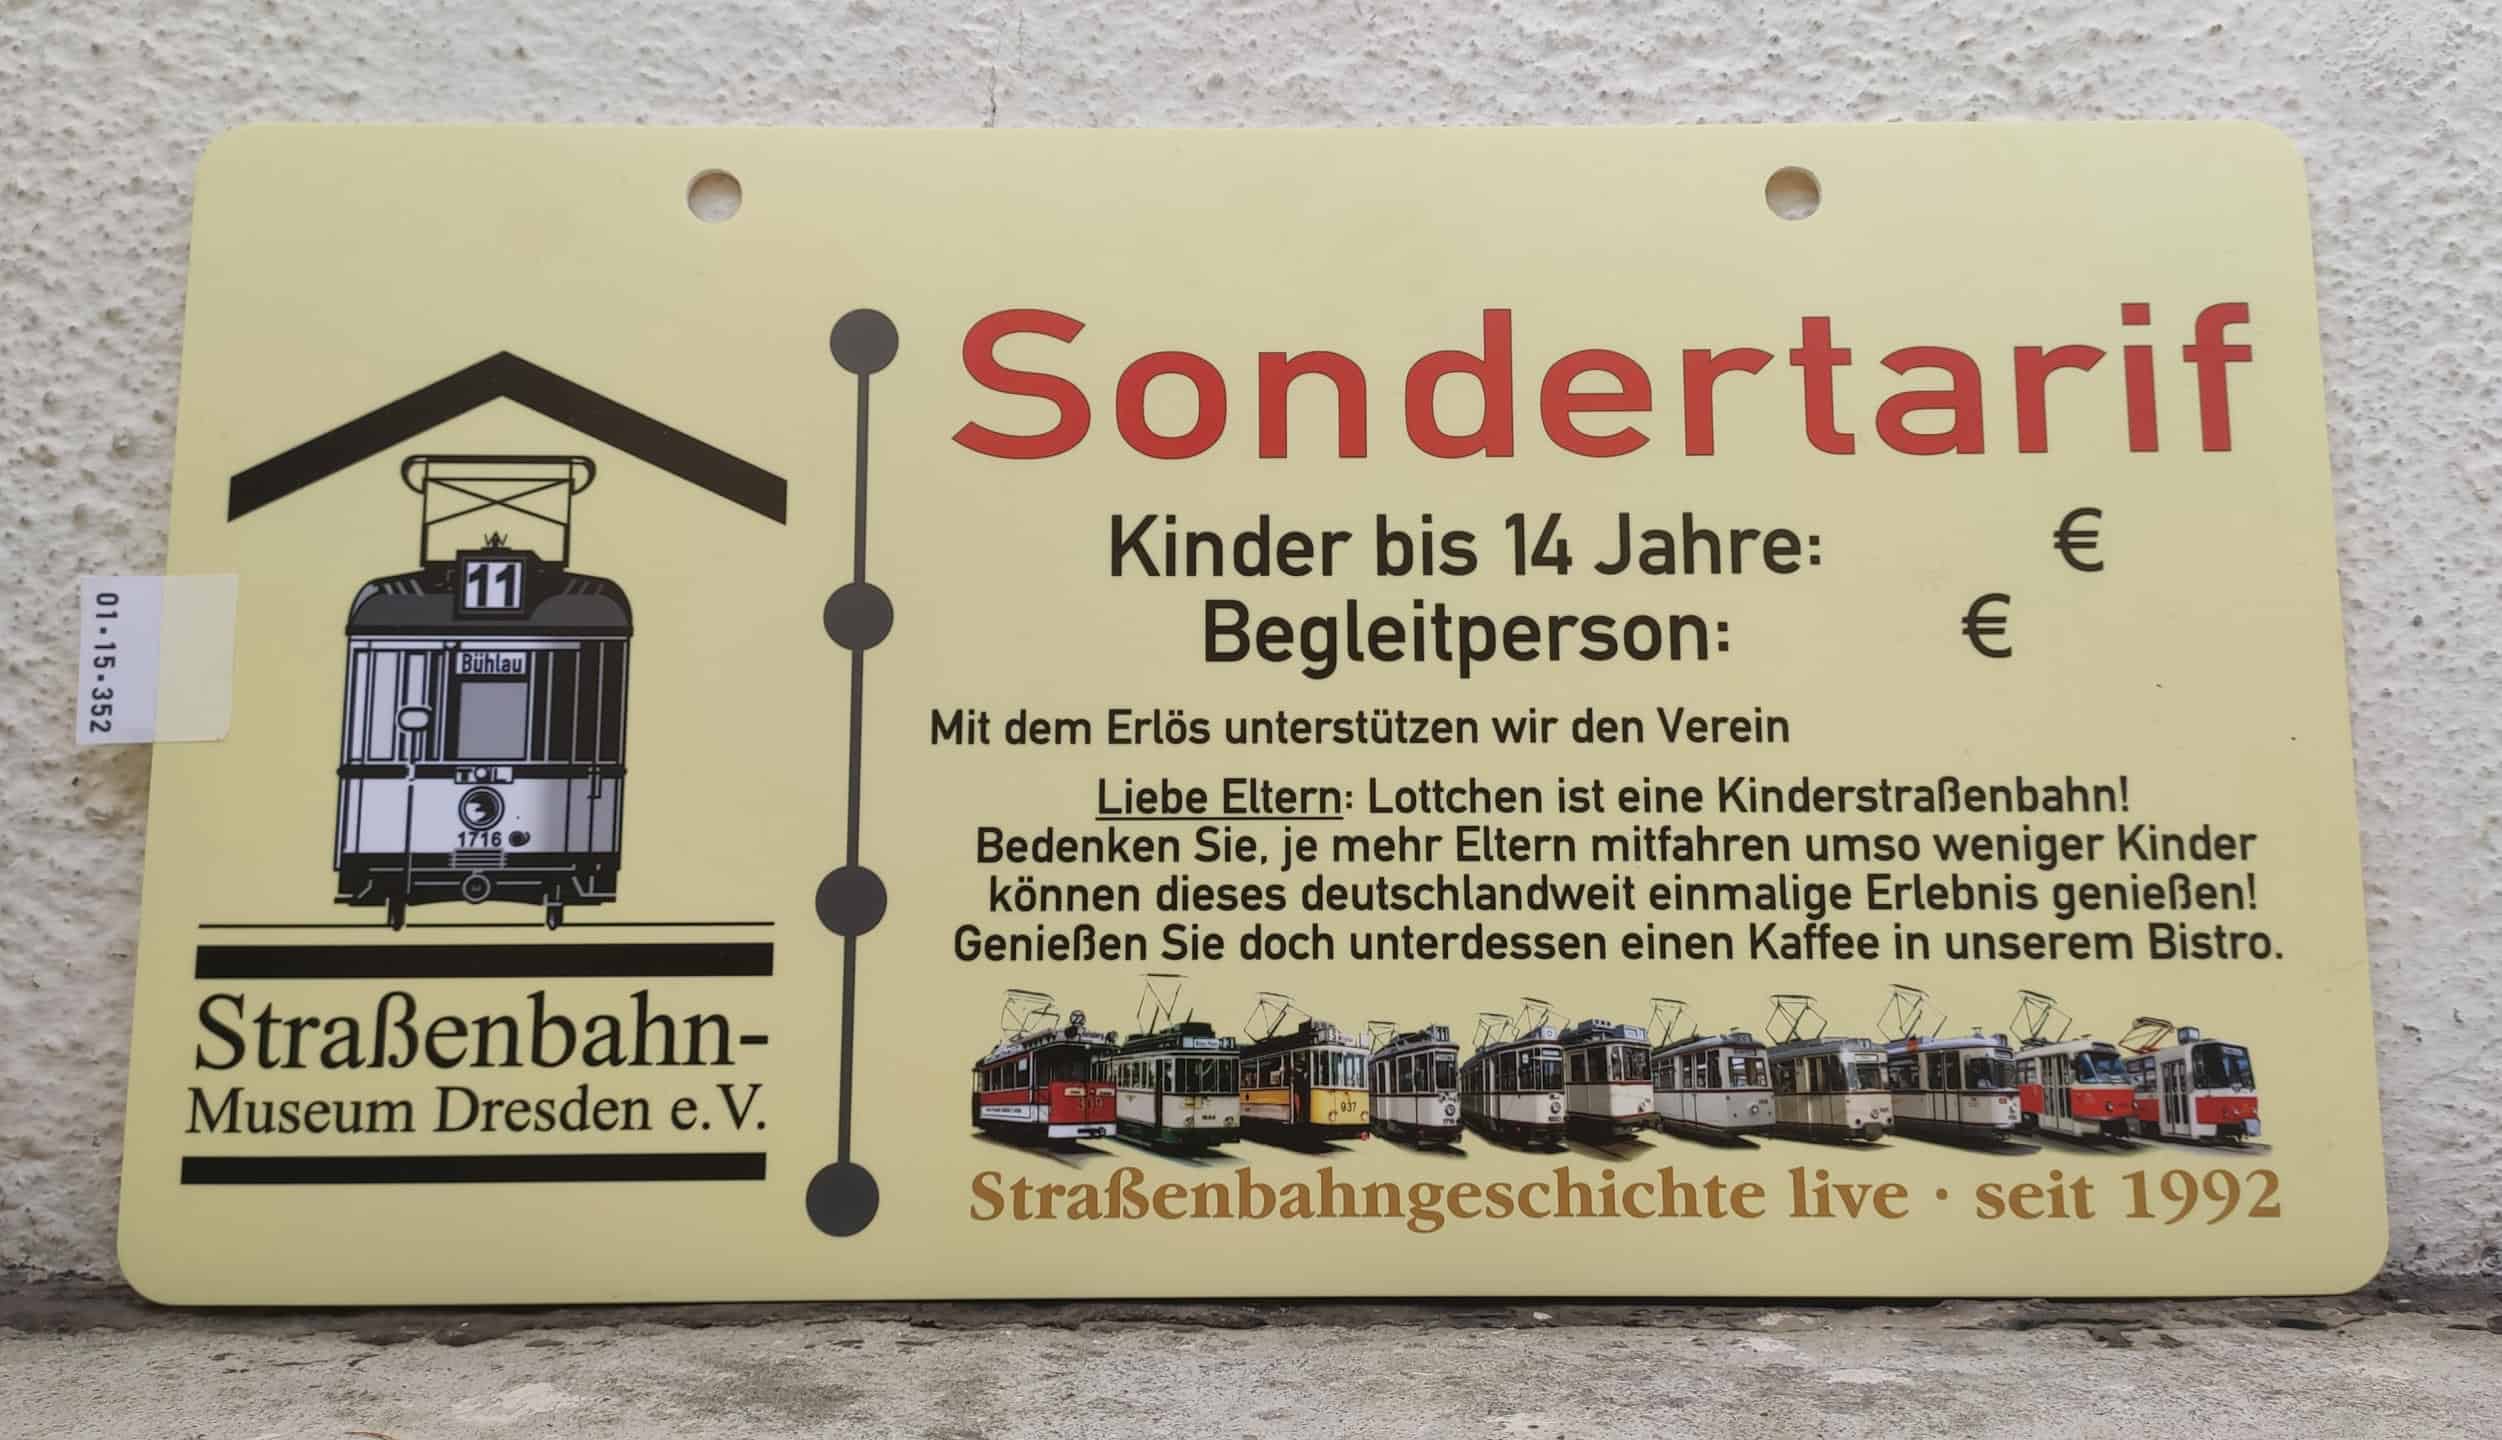 Sondertarif
Kinder bis 14 Jahre: €
Begleitperson: €
Mit dem Erlös unterstützen wir den Verein
Liebe Eltern: Lottchen ist eine Kinderstraßenbahn!
Bedenken Sie, je mehr Eltern mitfahren umso weniger Kinder
können dieses deutschlandweit einmalige Erlebnis genießen!
Genießen Sie doch unterdessen einen Kaffee in unserem Bistro.
937
Straßenbahngeschichte live · seit 1992
11
Bühlau
1716
Straßenbahn-
Museum Dresden e.V.
01·15·352